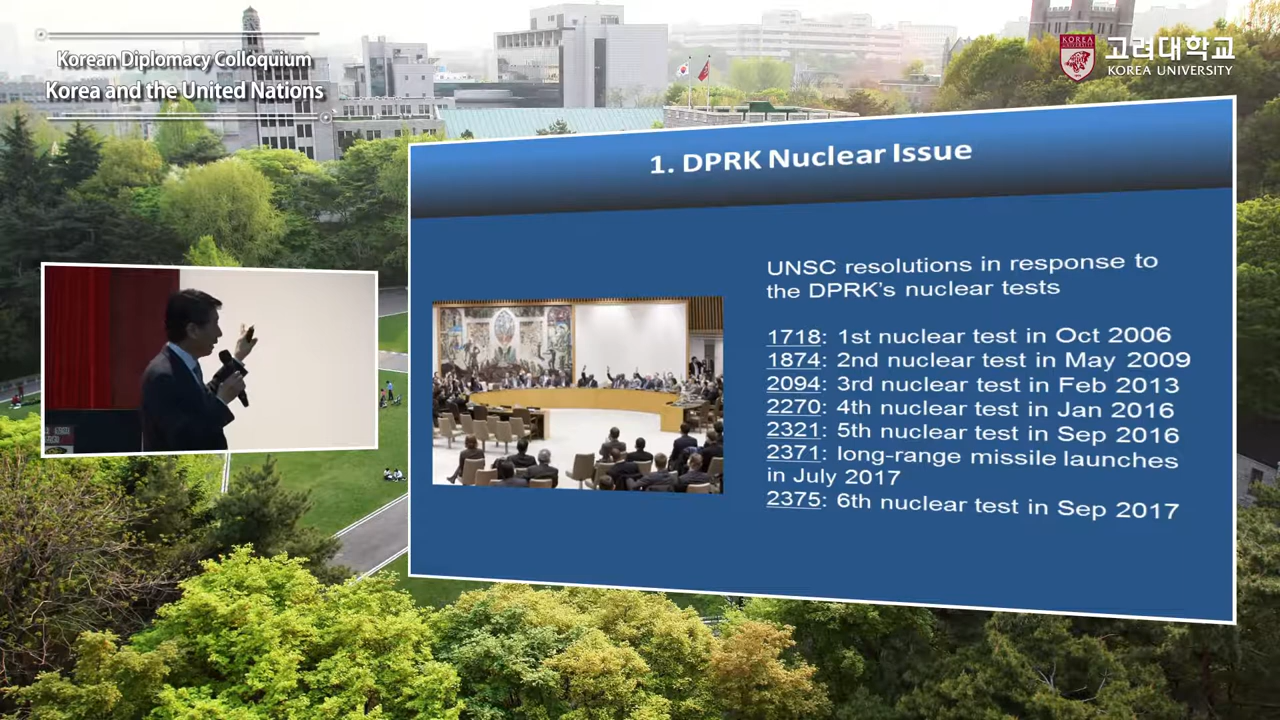 Korean Diplomacy Colloquium
Korea and the United Nations
KOREA
UNIVERSITY
고려대학교
KOREA UNIVERSITY
1. DPRK Nuclear Issue
UNSC resolutions in response to
the DPRK's nuclear tests
1718: 1st nuclear test in Oct 2006
1874: 2nd nuclear test in May 2009
2094: 3rd nuclear test in Feb 2013
2270: 4th nuclear test in Jan 2016
2321: 5th nuclear test in Sep 2016
2371: long-range missile launches
in July 2017
2375: 6th nuclear test in Sep 2017